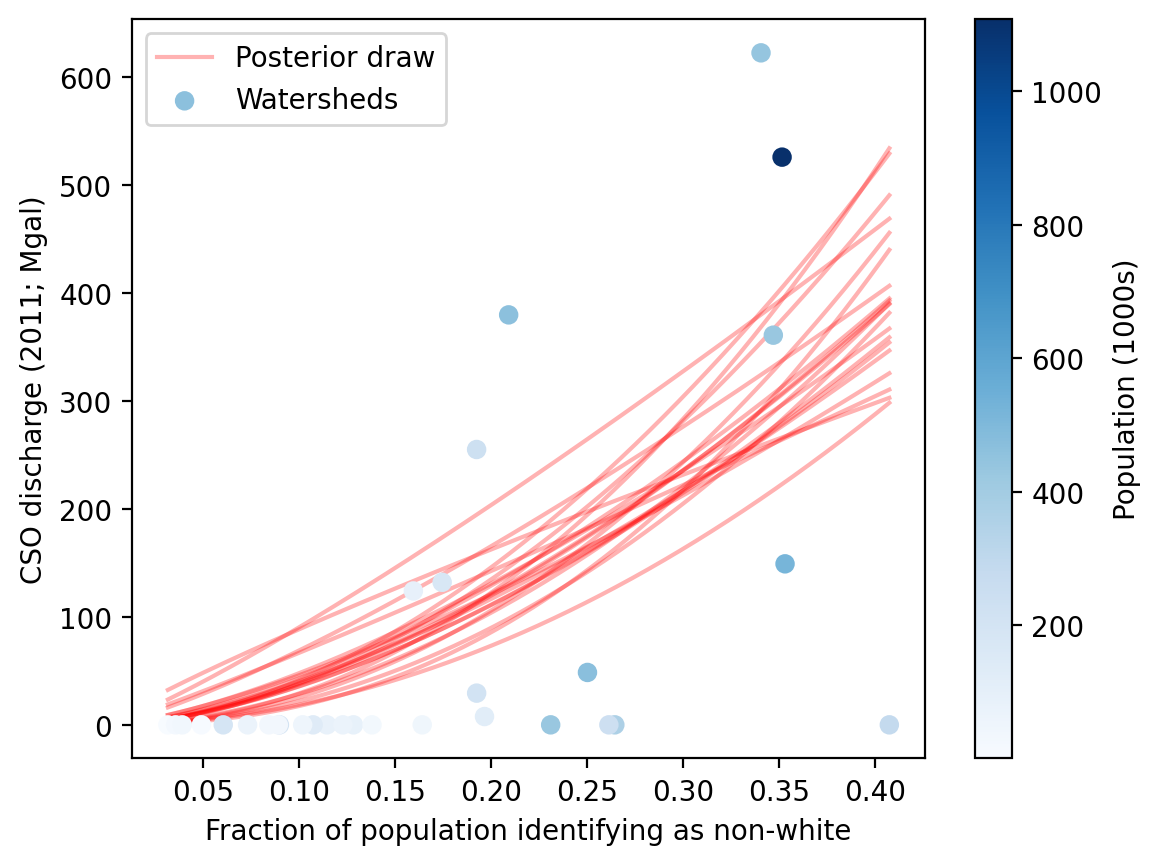 Posterior draw
Watersheds
CSO discharge (2011; Mgal)
600
500
400
300
200
100
0
0.05 0.10 0.15 0.20 0.25 0.30 0.35 0.40
Fraction of population identifying as non-white
1000
800
600
400
200
Population (1000s)